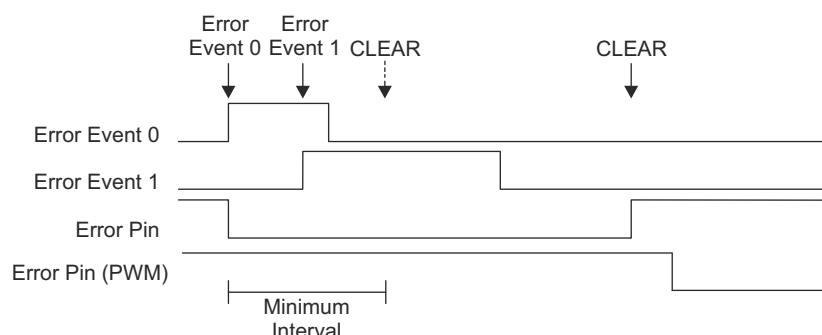 Error
Event 0
Error
Event 1
CLEAR
CLEAR
Error Event 0
Error Event 1
Error Pin
Error Pin (PWM)
Minimum
Interval